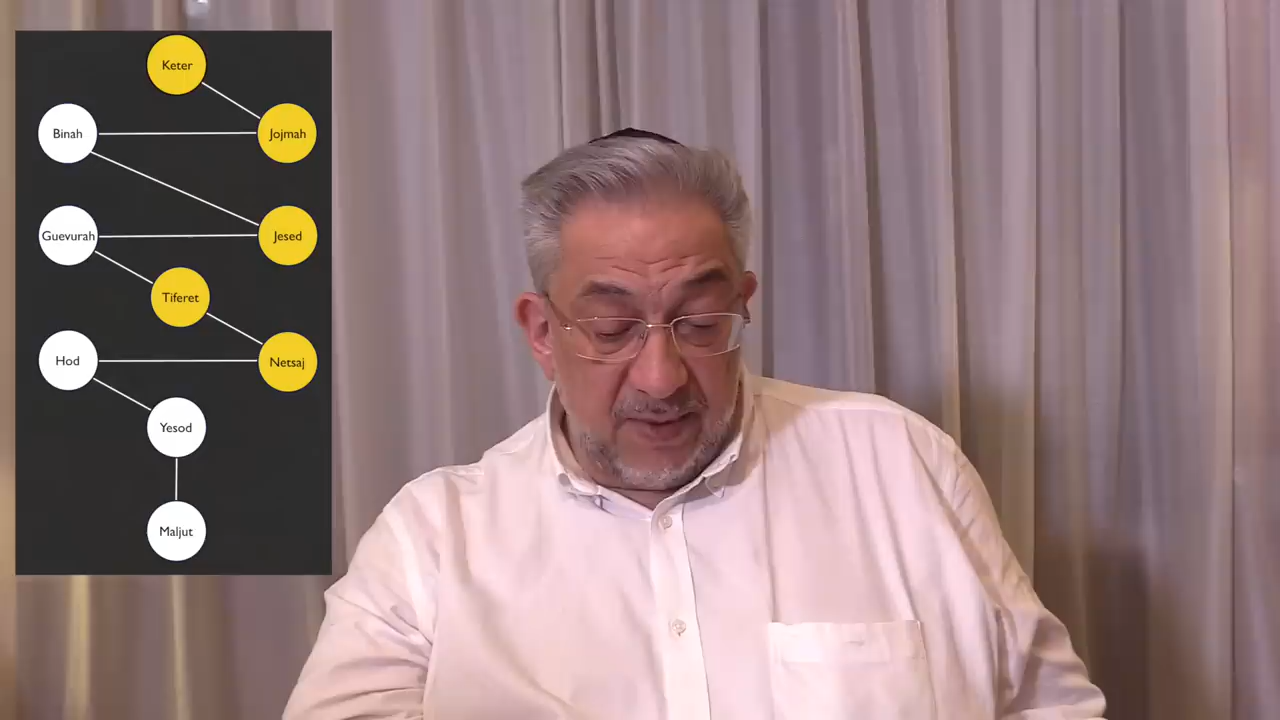 Keter
Binah
Jojmah
Guevurah
Jesed
Tiferet
Hod
Netsaj
Yesod
Maljut